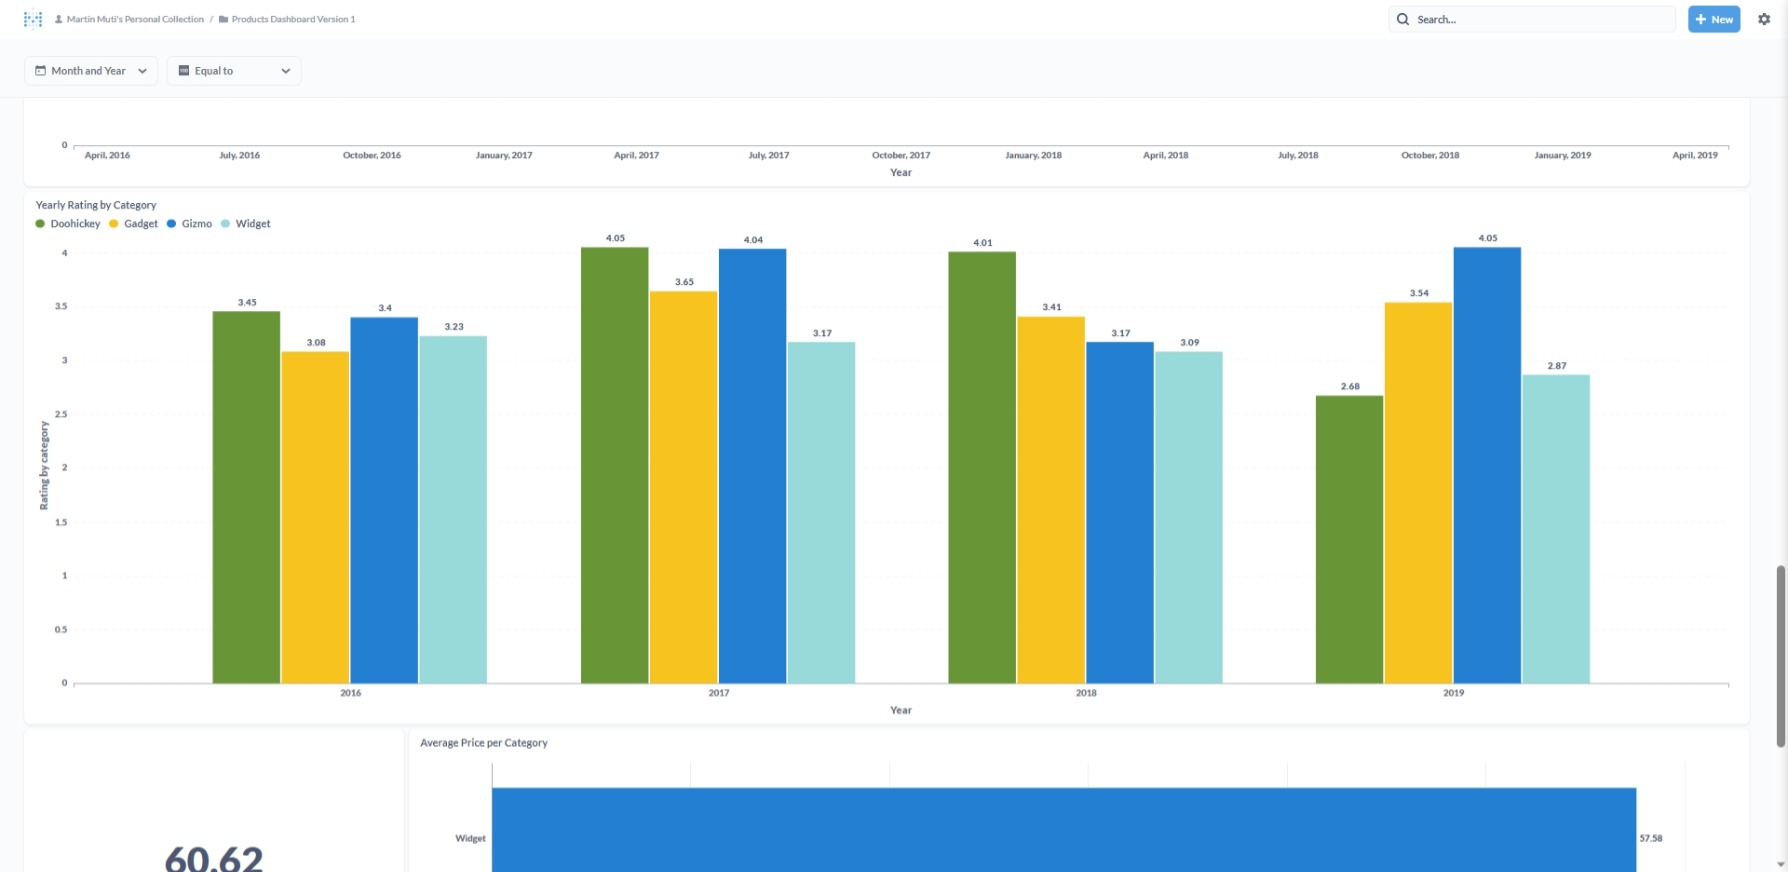 Martin Muti's Personal Collection / Products Dashboard Version 1
Search...
+ New
Month and Year
Equal to
0
April, 2016 July, 2016 October, 2016 January, 2017 April, 2017 July, 2017 October, 2017 January, 2018 April, 2018 July, 2018 October, 2018 January, 2019 April, 2019
Year
Yearly Rating by Category
Doohickey Gadget Gizmo Widget
4.05 4.04 4.01 4.05
4
3.65
3.5
3.45 3.08 3.4 3.23
3.17
3.41 3.17 3.09
3.54
3
2.68 2.87
2.5
Rating by category
2
1.5
1
0.5
0
2016 2017 2018 2019
Year
Average Price per Category
60.62
Widget 57.58